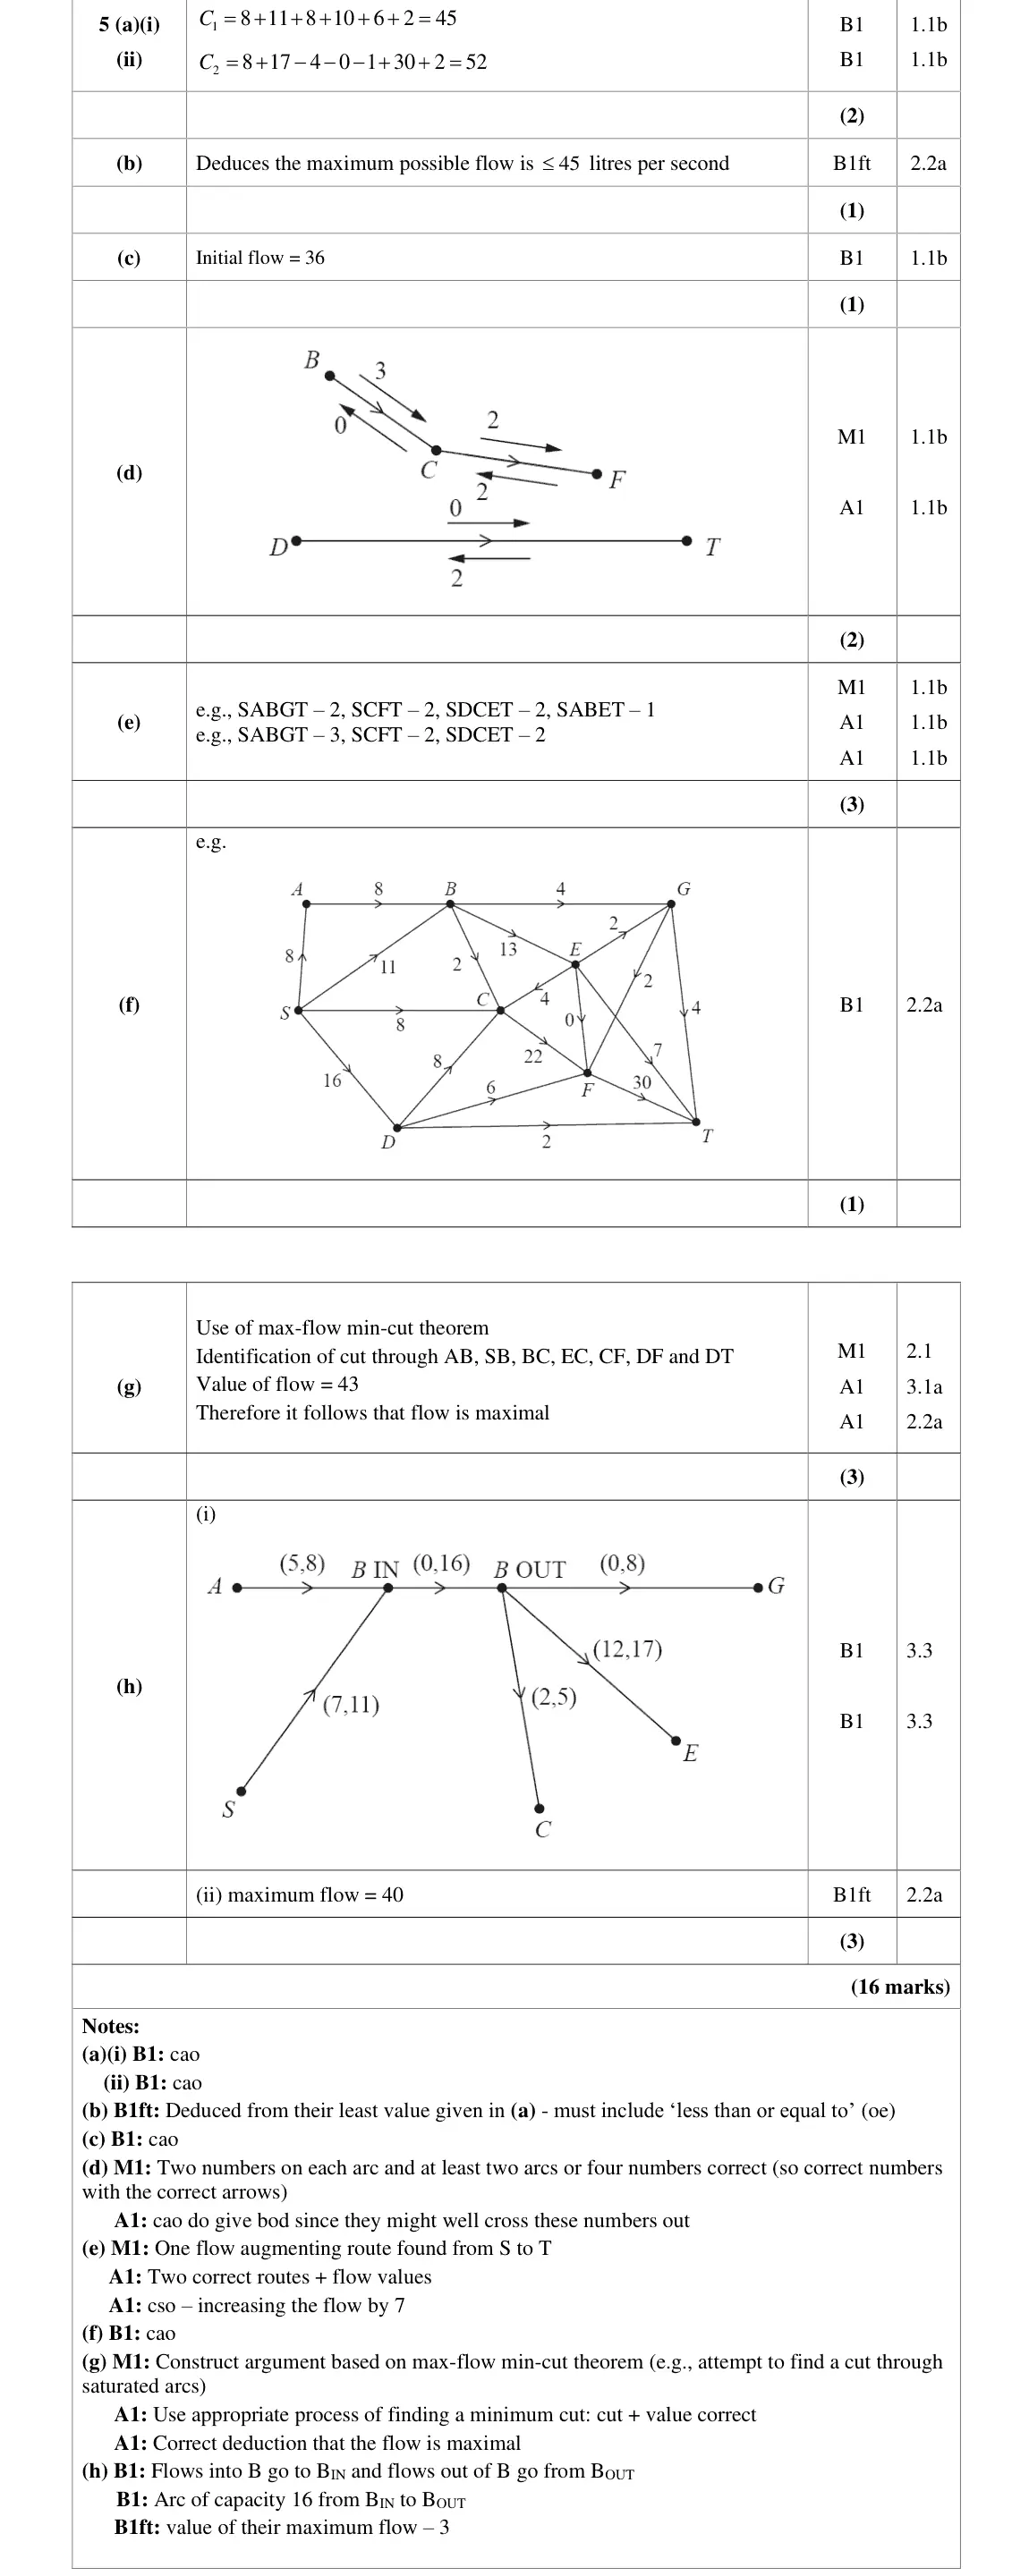 5 (a)(i) C₁ = 8+11+8+10+6+2 = 45 B1 1.1b
(ii) C₂ = 8+17−4−0−1+30+2 = 52 B1 1.1b
(2)
(b) Deduces the maximum possible flow is ≤ 45 litres per second B1ft 2.2a
(1)
(c) Initial flow = 36 B1 1.1b
(1)
B
3
0
2
C
F
2
M1 1.1b
(d)
0
A1 1.1b
D T
2
(2)
M1 1.1b
(e) e.g., SABGT – 2, SCFT – 2, SDCET – 2, SABET – 1 A1 1.1b
e.g., SABGT – 3, SCFT – 2, SDCET – 2
A1 1.1b
(3)
e.g.
A 8 B 4 G
2
13 E
8 11 2
4 2
S C 0 4
8
(f) B1 2.2a
22 7
8
16 6 F 30
D 2 T
(1)
Use of max-flow min-cut theorem
Identification of cut through AB, SB, BC, EC, CF, DF and DT M1 2.1
(g) Value of flow = 43 A1 3.1a
Therefore it follows that flow is maximal A1 2.2a
(3)
(i)
(5,8) B IN (0,16) B OUT (0,8)
A G
(12,17)
B1 3.3
(h)
(7,11) (2,5)
B1 3.3
E
S
C
(ii) maximum flow = 40 B1ft 2.2a
(3)
(16 marks)
Notes:
(a)(i) B1: cao
(ii) B1: cao
(b) B1ft: Deduced from their least value given in (a) - must include ‘less than or equal to’ (oe)
(c) B1: cao
(d) M1: Two numbers on each arc and at least two arcs or four numbers correct (so correct numbers
with the correct arrows)
A1: cao do give bod since they might well cross these numbers out
(e) M1: One flow augmenting route found from S to T
A1: Two correct routes + flow values
A1: cso – increasing the flow by 7
(f) B1: cao
(g) M1: Construct argument based on max-flow min-cut theorem (e.g., attempt to find a cut through
saturated arcs)
A1: Use appropriate process of finding a minimum cut: cut + value correct
A1: Correct deduction that the flow is maximal
(h) B1: Flows into B go to B_IN and flows out of B go from B_OUT
B1: Arc of capacity 16 from B_IN to B_OUT
B1ft: value of their maximum flow – 3